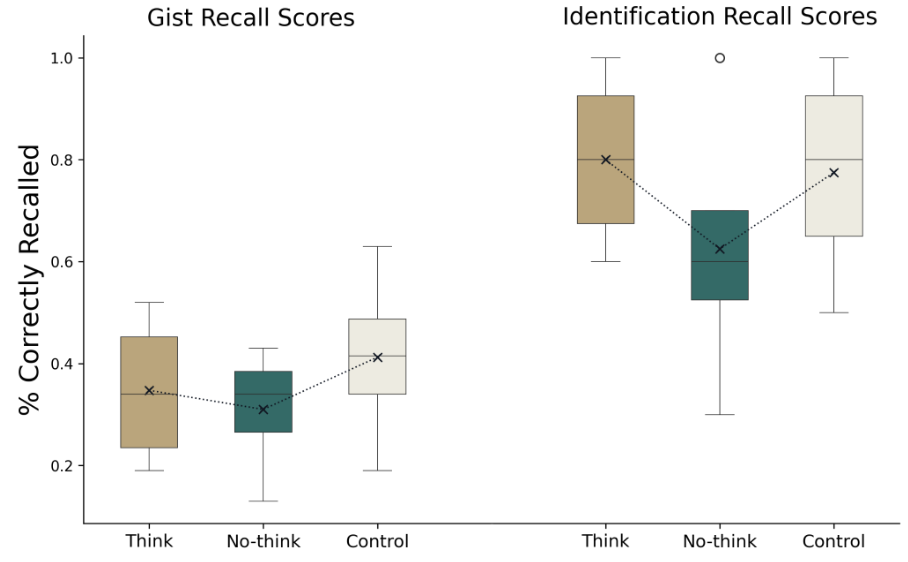 Gist Recall Scores
Identification Recall Scores
% Correctly Recalled
1.0
0.8
0.6
0.4
0.2
Think
No-think
Control
Think
No-think
Control